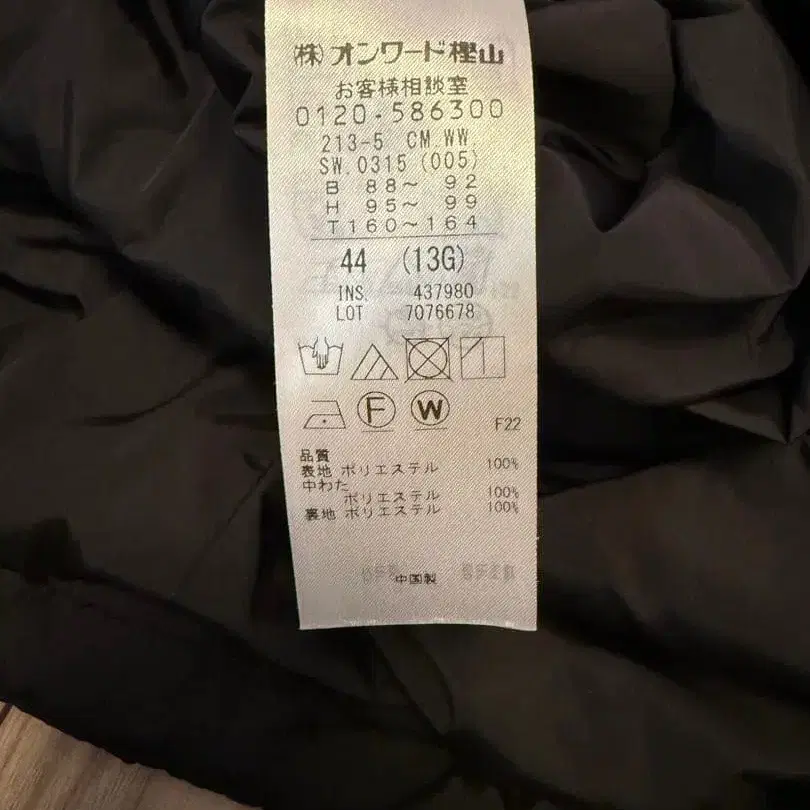 (株)オンワード樫山
お客様相談室
0120-586300
213-5 CM.WW.
SW.0315 (005)
B 88~ 92
H 95~ 99
T160~164
44 (13G)
INS. 437980
LOT 7076678
F W
F22
品質
表地 ポリエステル 100%
中わた
ポリエステル 100%
裏地 ポリエステル 100%
中国製